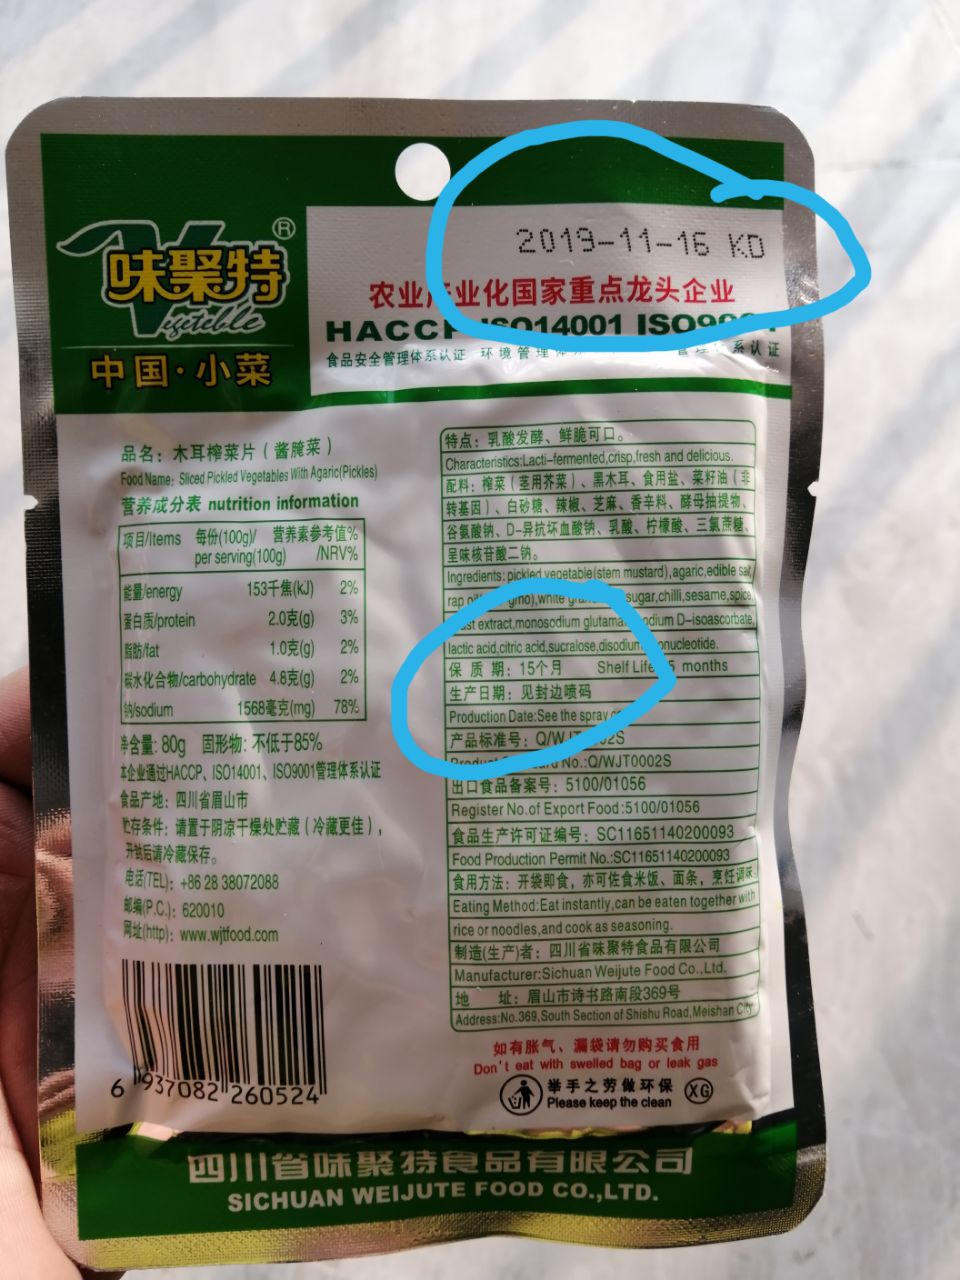 2019-11-16 KD
味聚特®
Vegeteble
中国·小菜
农业产业化国家重点龙头企业
HACCP ISO14001
食品安全管理体系认证 环境管理
项目/Items 每份(100g)/ 营养素参考值%
品名：木耳榨菜片（酱腌菜）
Food Name：Sliced Pickled Vegetables With Agaric(Pickles)
营养成分表 nutrition information
per serving(100g) /NRV%
能量/energy 153千焦(kJ) 2%
蛋白质/protein 2.0克(g) 3%
脂肪/fat 1.0克(g) 2%
碳水化合物/carbohydrate 4.8克(g) 2%
钠/sodium 1568毫克(mg) 78%
净含量: 80g 固形物: 不低于85%
本企业通过HACCP、ISO14001、ISO9001管理体系认证
食品产地：四川省眉山市
贮存条件：请置于阴凉干燥处贮藏（冷藏更佳），
开封后请冷藏保存。
电话(TEL)：+86 28 38072088
邮编(P.C.)：620010
网址(http)：www.wjtfood.com
6 937082 260524
特点：乳酸发酵、鲜脆可口。
Characteristics:Lacti-fermented,crisp,fresh and delicious.
配料：榨菜（茎用芥菜）、黑木耳、食用盐、菜籽油（非
转基因）、白砂糖、辣椒、芝麻、香辛料、酵母抽提物、
谷氨酸钠、D-异抗坏血酸钠、乳酸、柠檬酸、三氯蔗糖、
呈味核苷酸二钠。
Ingredients: pickled vegetable(stem mustard),agaric,edible salt,
rap sugar,chilli,sesame,spice,
extract,monosodium D-isoascorbate,
lactic acid,citric acid,sucralose,
保 质 期：15个月 Shelf Life months
生产日期：见封边喷码
Production Date:See the spray
产品标准号：
No.:Q/WJT0002S
出口食品备案号：5100/01056
Register No.of Export Food:5100/01056
食品生产许可证编号：SC11651140200093
Food Production Permit No.:SC11651140200093
食用方法：开袋即食，亦可佐食米饭、面条，烹饪调味。
Eating Method:Eat instantly,can be eaten together with
rice or noodles,and cook as seasoning.
制造(生产)者：四川省味聚特食品有限公司
Manufacturer:Sichuan Weijute Food Co.,Ltd.
地 址：眉山市诗书路南段369号
Address:No.369,South Section of Shishu Road,Meishan City
如有胀气、漏袋请勿购买食用
Don't eat with swelled bag or leak gas
举手之劳做环保
Please keep the clean
XG
四川省味聚特食品有限公司
SICHUAN WEIJUTE FOOD CO.,LTD.